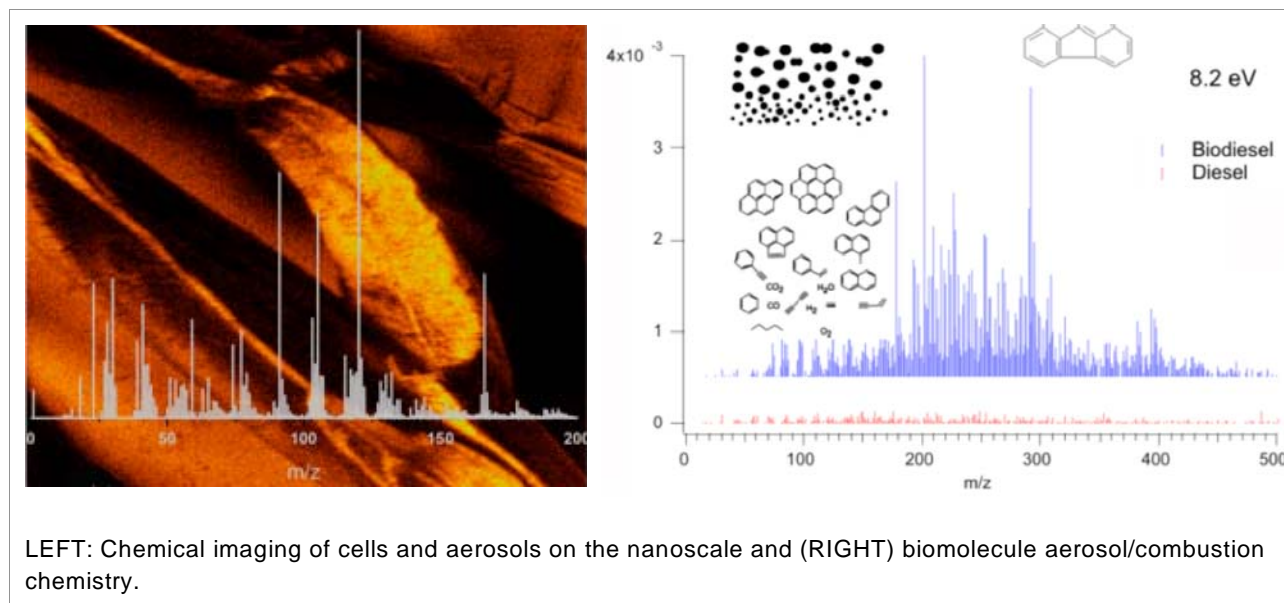 0 50 100 150 200
m/z
4x10 -3
3
2
1
0
8.2 eV
Biodiesel
Diesel
CO2 H2O
CO H2
O2
0 100 200 300 400 500
m/z
LEFT: Chemical imaging of cells and aerosols on the nanoscale and (RIGHT) biomolecule aerosol/combustion
chemistry.